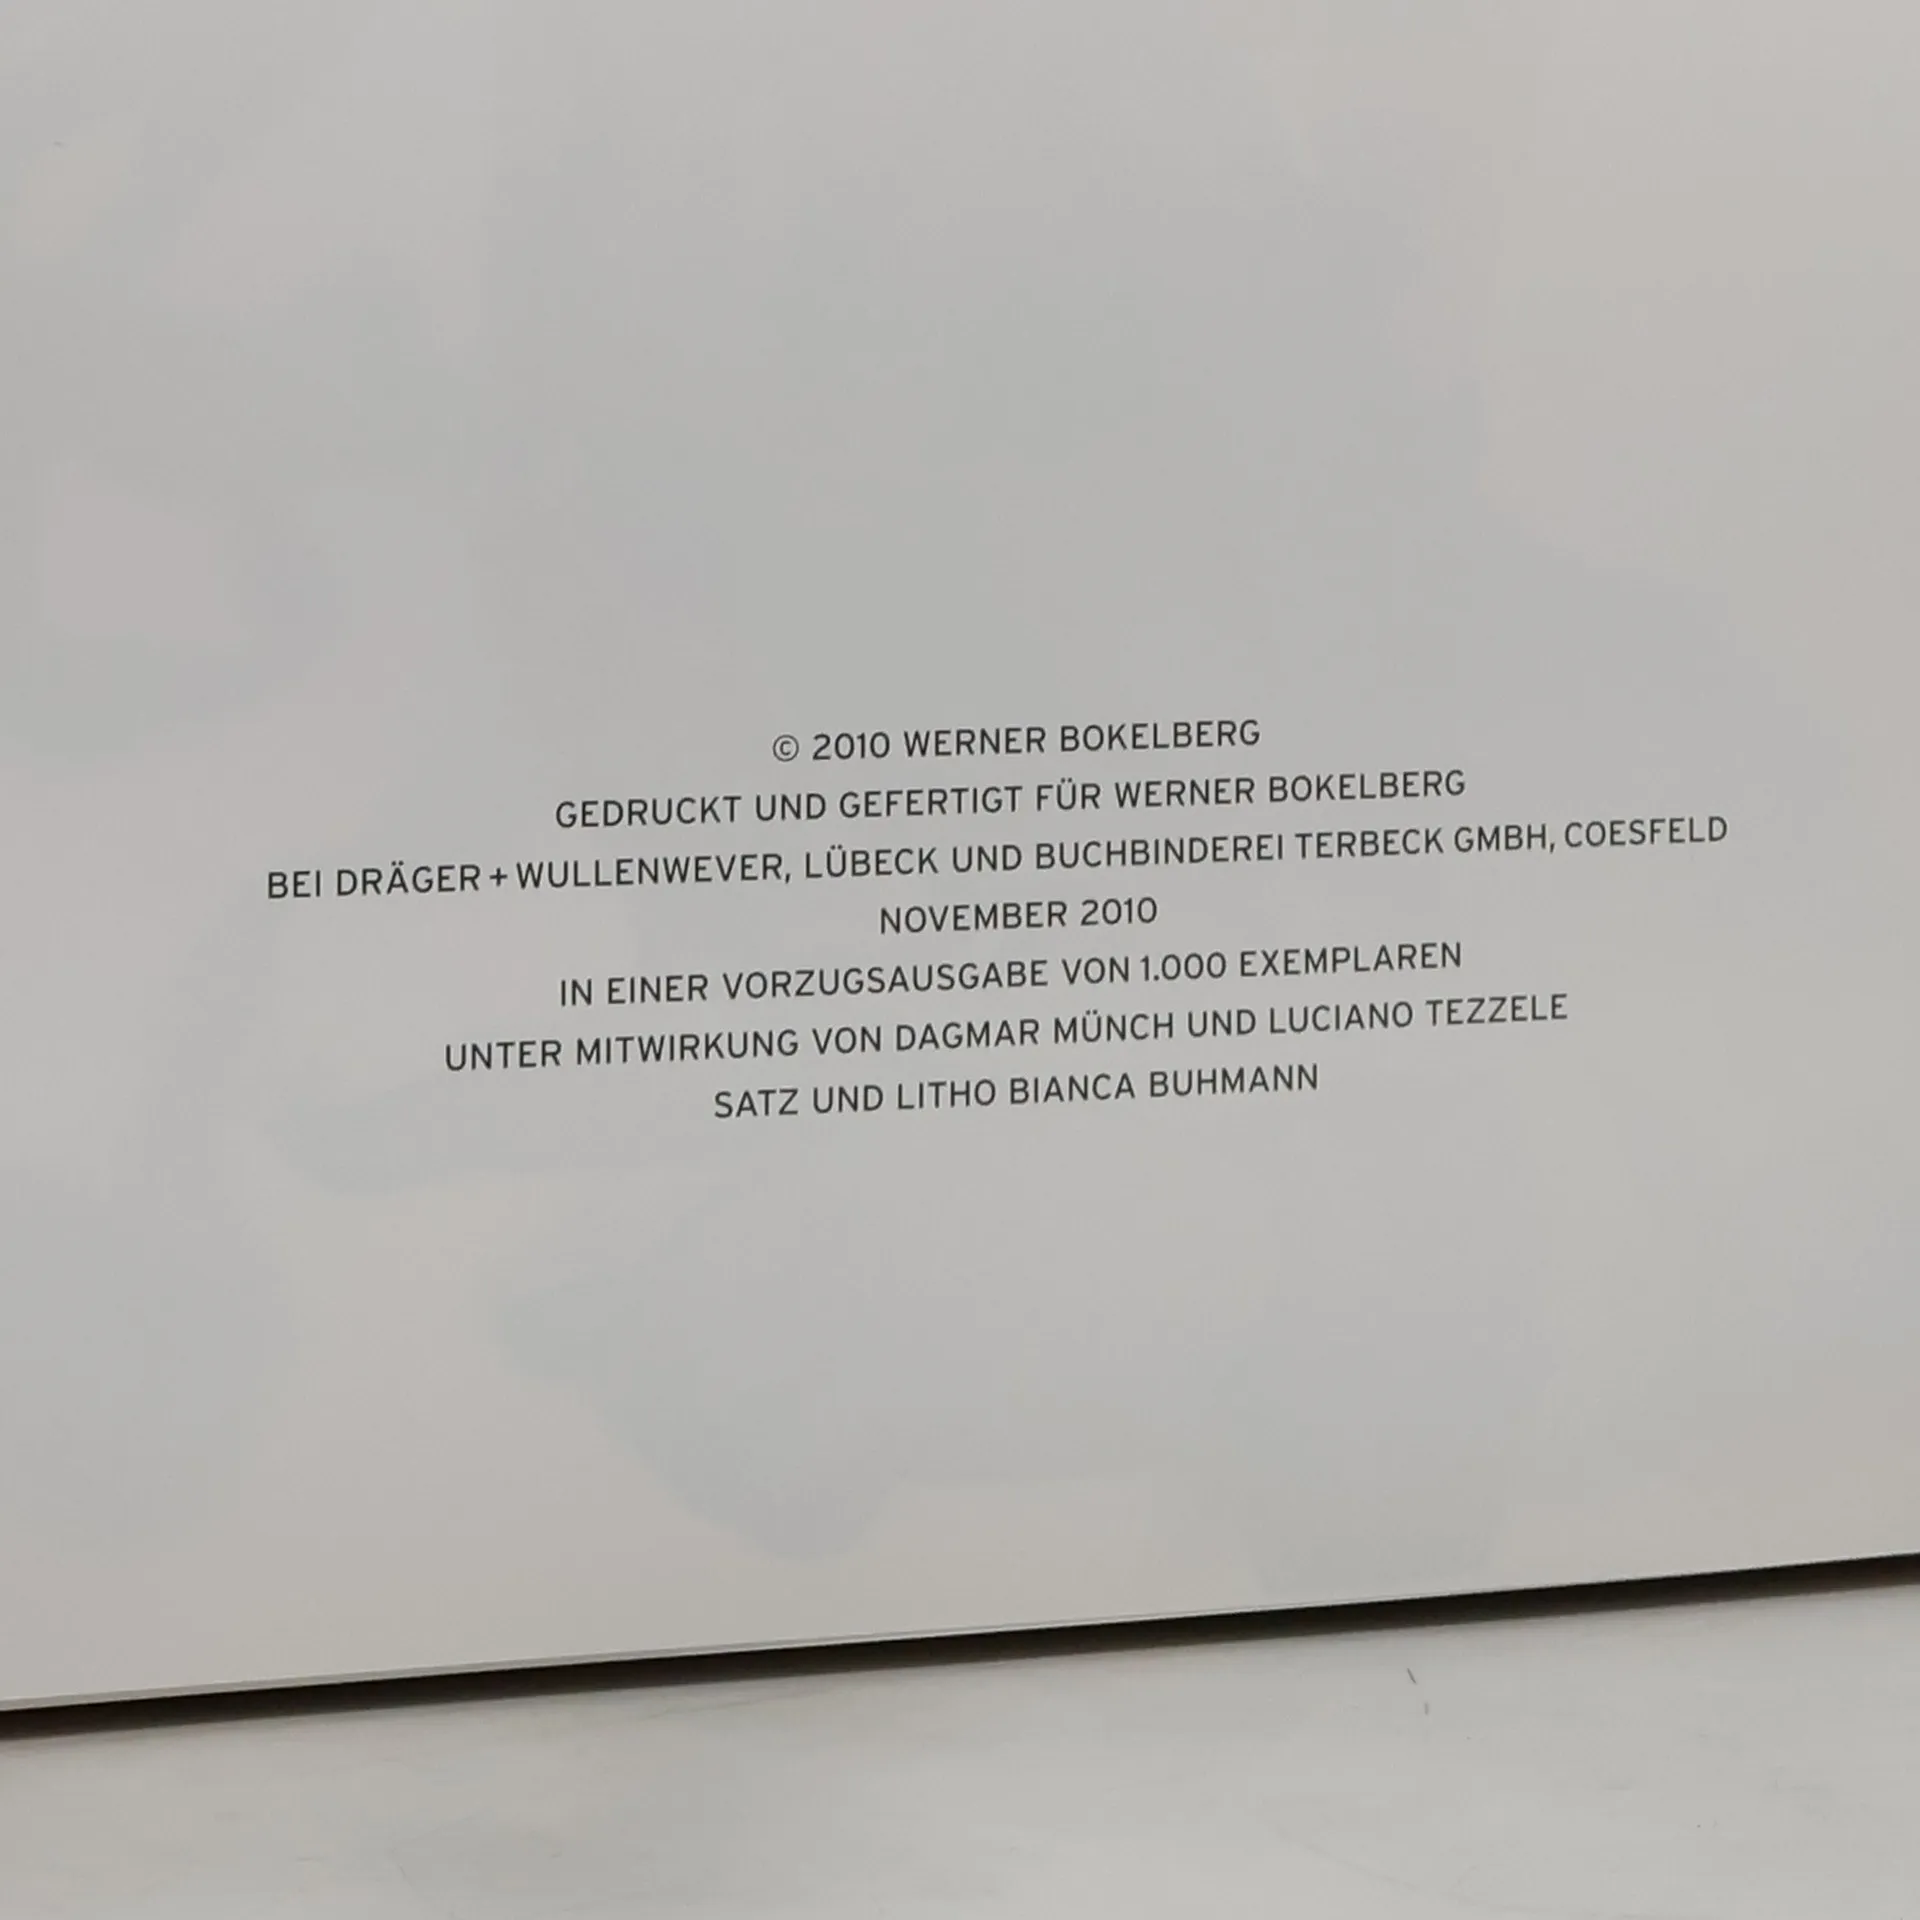 © 2010 WERNER BOKELBERG
GEDRUCKT UND GEFERTIGT FÜR WERNER BOKELBERG
BEI DRÄGER + WULLENWEVER, LÜBECK UND BUCHBINDEREI TERBECK GMBH, COESFELD
NOVEMBER 2010
IN EINER VORZUGSAUSGABE VON 1.000 EXEMPLAREN
UNTER MITWIRKUNG VON DAGMAR MÜNCH UND LUCIANO TEZZELE
SATZ UND LITHO BIANCA BUHMANN